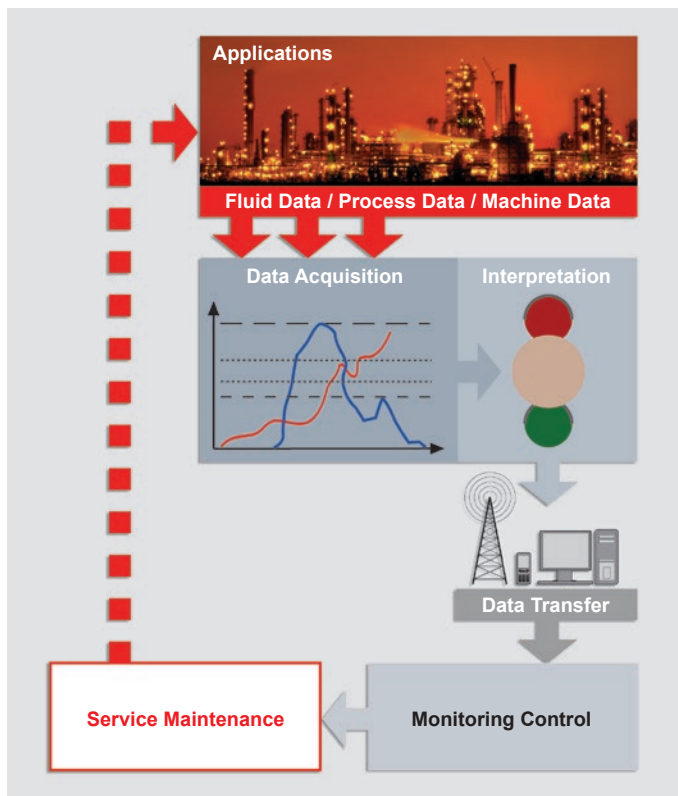 Applications
Fluid Data / Process Data / Machine Data
Data Acquisition
Interpretation
Data Transfer
Service Maintenance
Monitoring Control